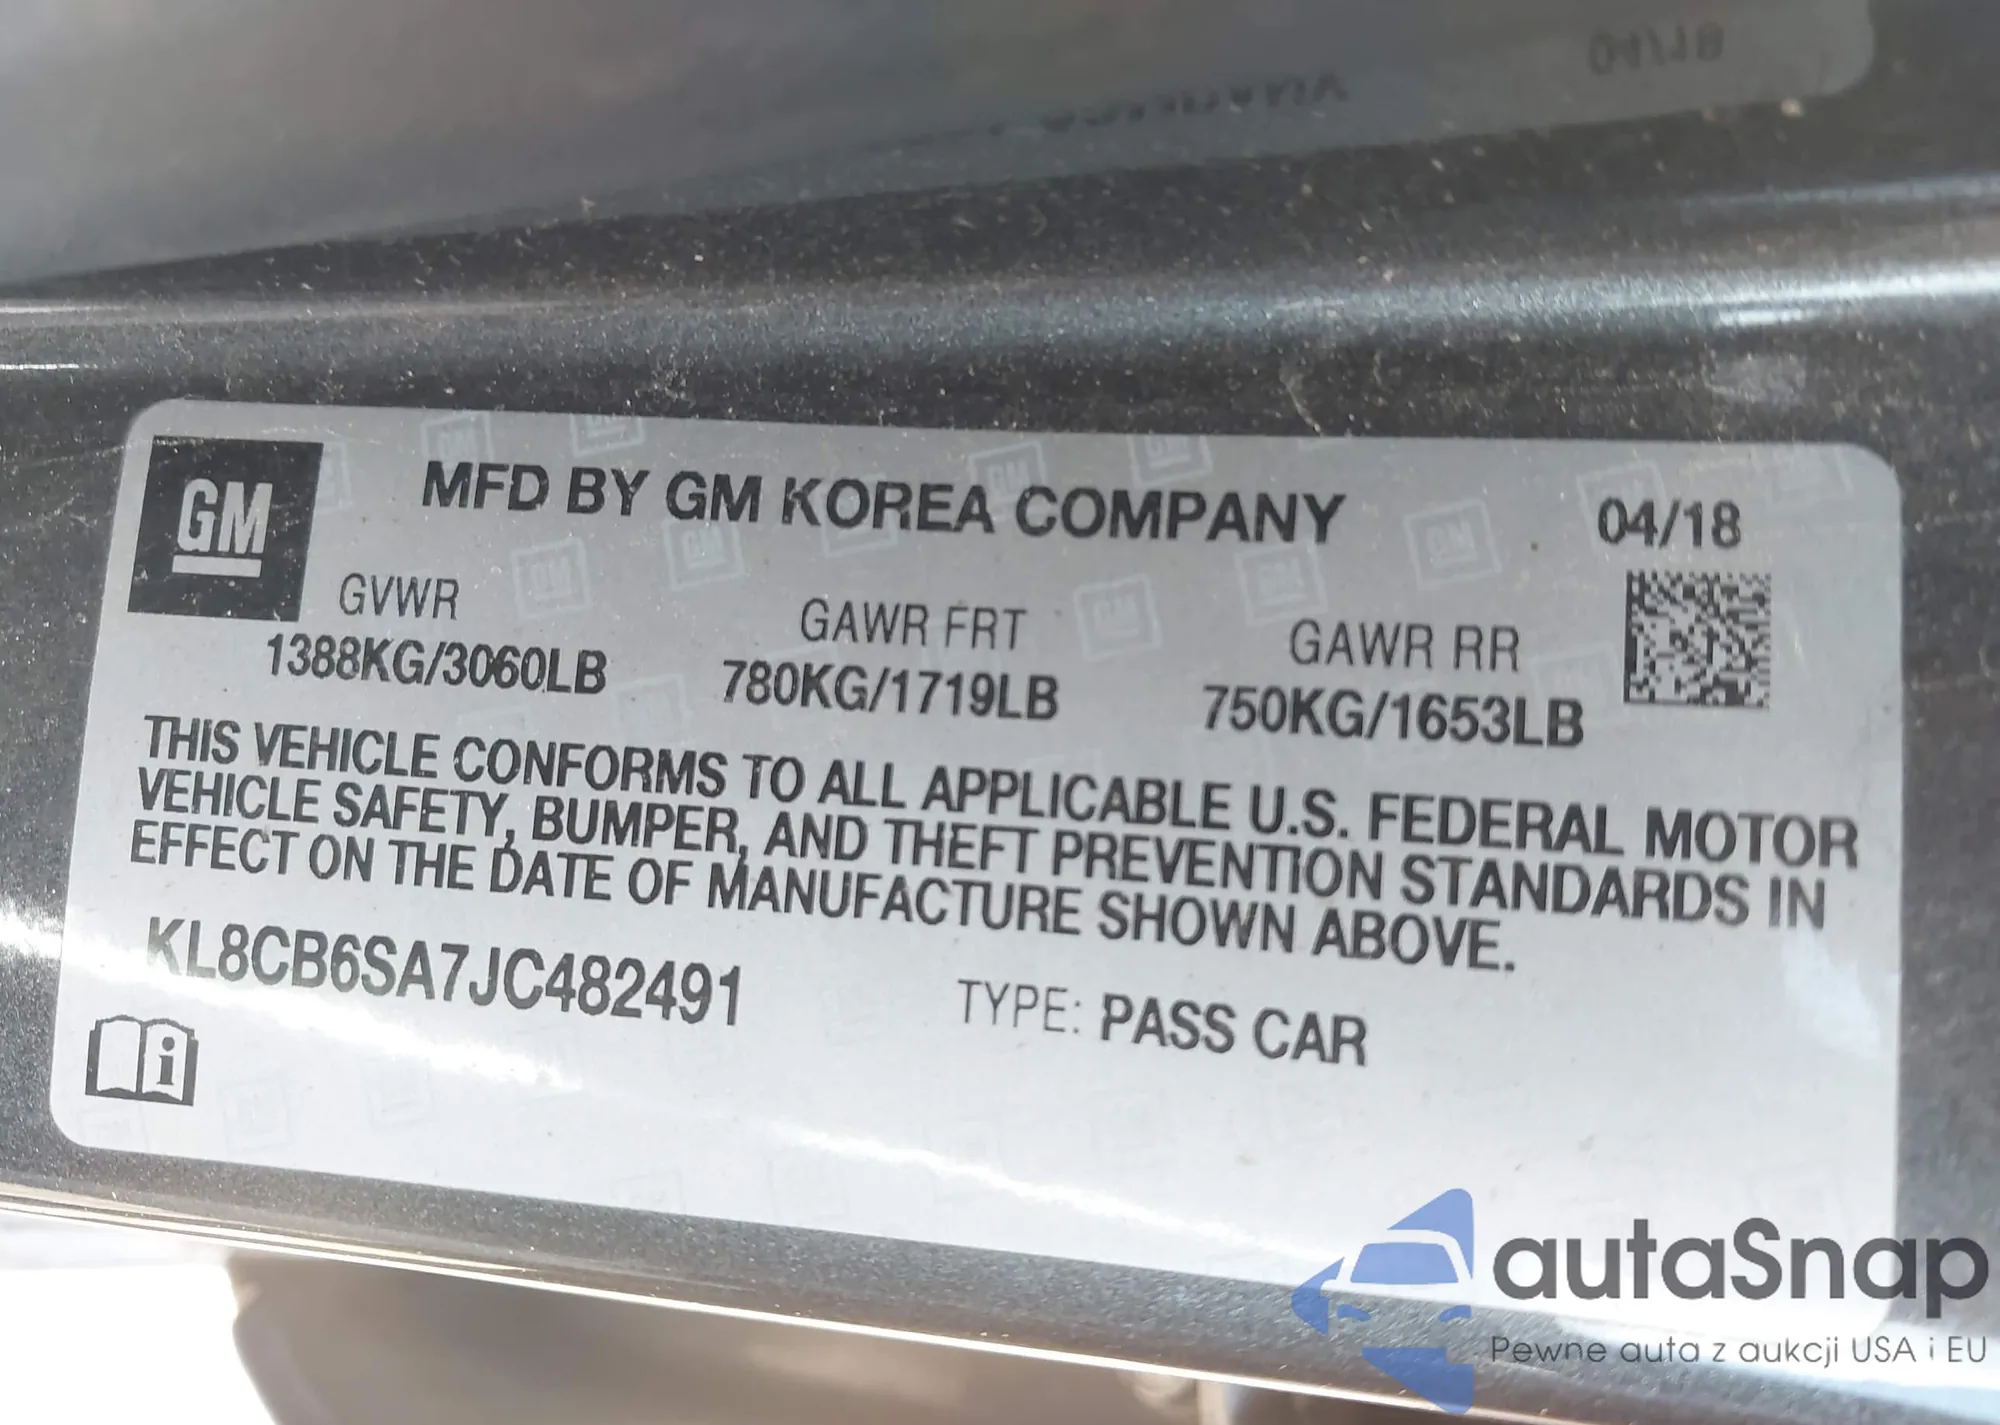 GM
MFD BY GM KOREA COMPANY
04/18
GVWR
1388KG/3060LB
GAWR FRT
780KG/1719LB
GAWR RR
750KG/1653LB
THIS VEHICLE CONFORMS TO ALL APPLICABLE U.S. FEDERAL MOTOR
VEHICLE SAFETY, BUMPER, AND THEFT PREVENTION STANDARDS IN
EFFECT ON THE DATE OF MANUFACTURE SHOWN ABOVE.
KL8CB6SA7JC482491
TYPE: PASS CAR
i
autaSnap
Pewne auta z aukcji USA i EU